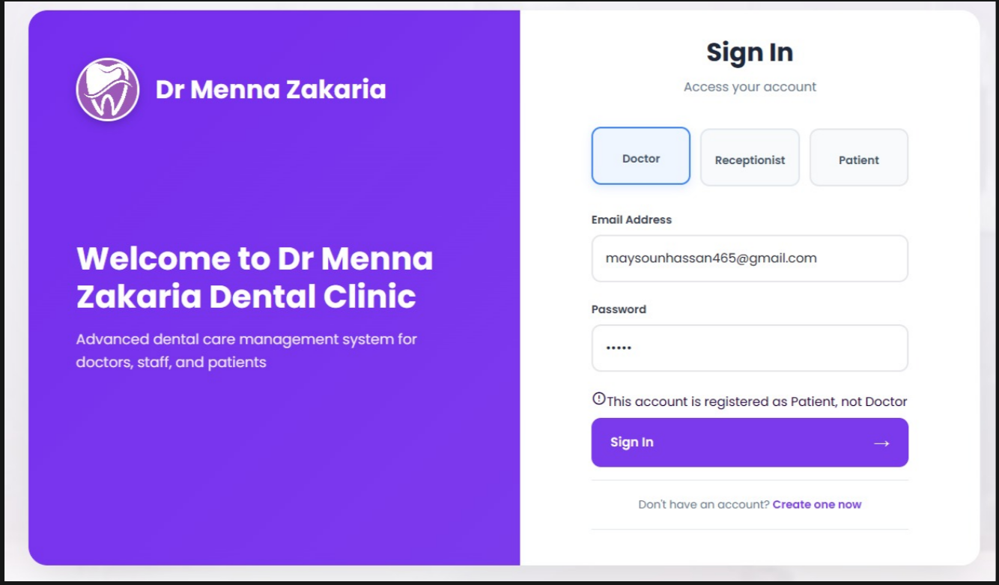 Dr Menna Zakaria
Welcome to Dr Menna
Zakaria Dental Clinic
Advanced dental care management system for
doctors, staff, and patients
Sign In
Access your account
Doctor
Receptionist
Patient
Email Address
maysounhassan465@gmail.com
Password
•••••
This account is registered as Patient, not Doctor
Sign In →
Don't have an account? Create one now